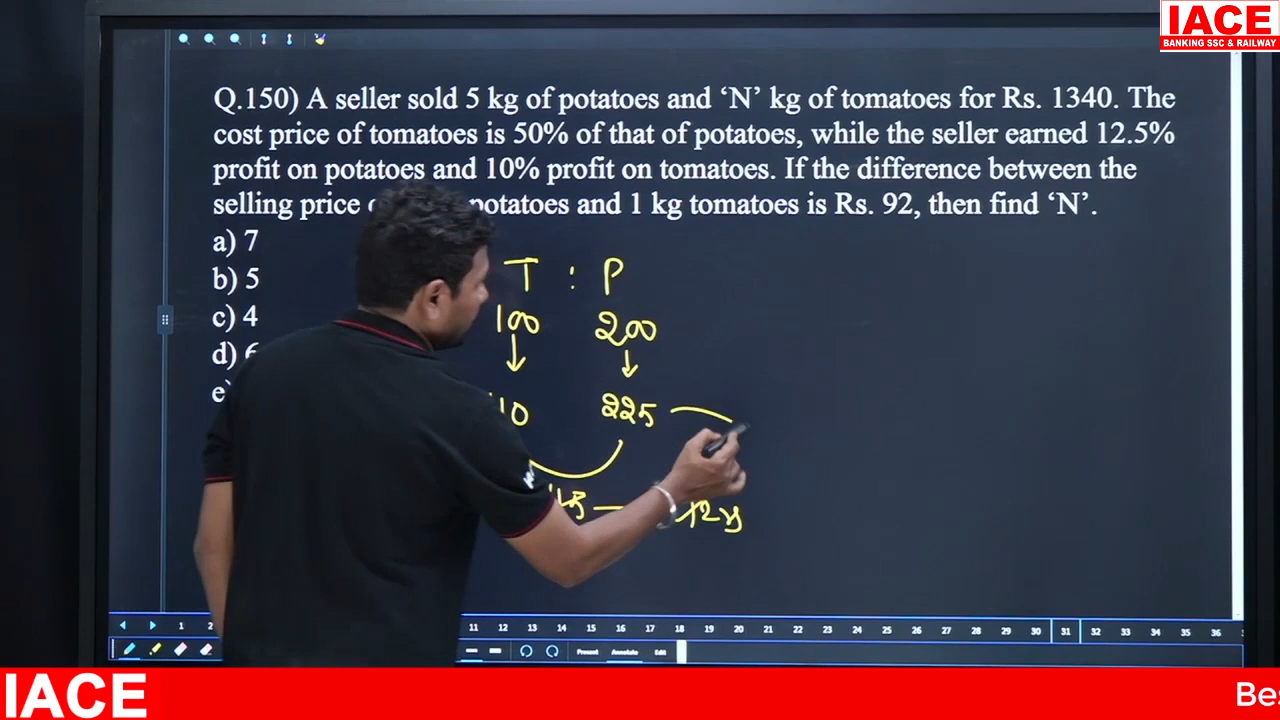 IACE
BANKING SSC & RAILWAY
Q.150) A seller sold 5 kg of potatoes and ‘N’ kg of tomatoes for Rs. 1340. The
cost price of tomatoes is 50% of that of potatoes, while the seller earned 12.5%
profit on potatoes and 10% profit on tomatoes. If the difference between the
selling price potatoes and 1 kg tomatoes is Rs. 92, then find ‘N’.
a) 7
b) 5
c) 4
d)
e)
T : P
100 200
10 225
1 2 11 12 13 14 15 16 17 18 19 20 21 22 23 24 25 26 27 28 29 30 31 32 33 34 35 36
Present Annotate Edit
IACE
Bes